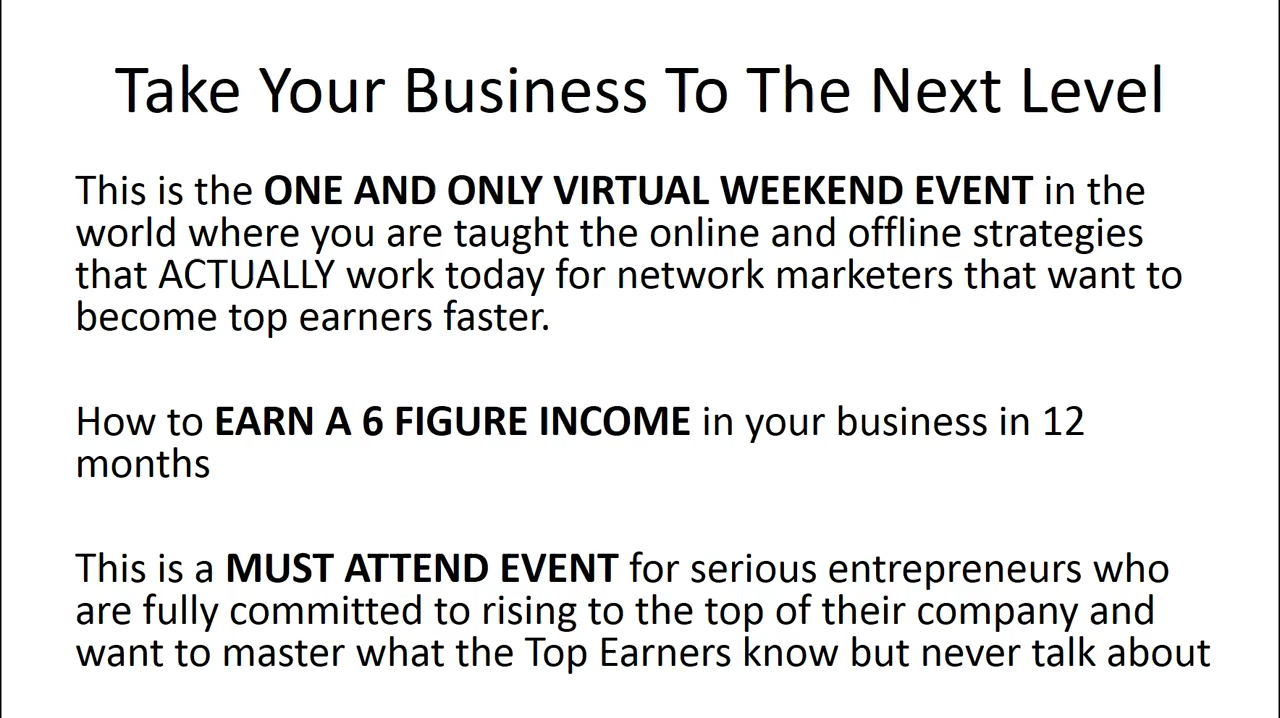 Take Your Business To The Next Level
This is the ONE AND ONLY VIRTUAL WEEKEND EVENT in the
world where you are taught the online and offline strategies
that ACTUALLY work today for network marketers that want to
become top earners faster.
How to EARN A 6 FIGURE INCOME in your business in 12
months
This is a MUST ATTEND EVENT for serious entrepreneurs who
are fully committed to rising to the top of their company and
want to master what the Top Earners know but never talk about